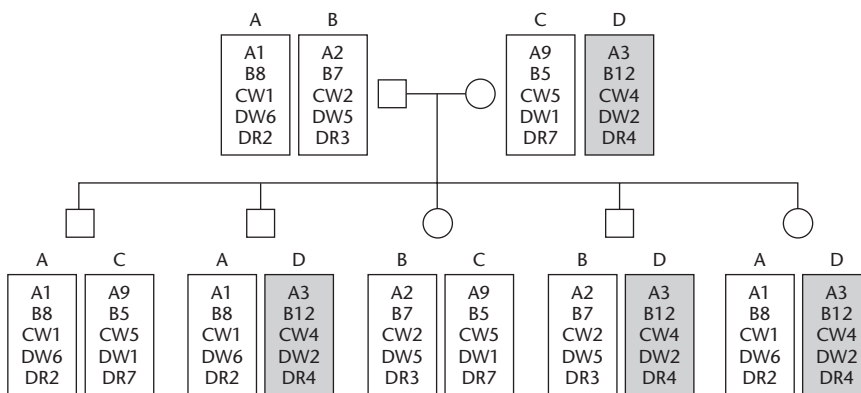 A B C D
A1 A2 A9 A3
B8 B7 B5 B12
CW1 CW2 CW5 CW4
DW6 DW5 DW1 DW2
DR2 DR3 DR7 DR4
A C A D B C B D A D
A1 A9 A1 A3 A2 A9 A2 A3 A1 A3
B8 B5 B8 B12 B7 B5 B7 B12 B8 B12
CW1 CW5 CW1 CW4 CW2 CW5 CW2 CW4 CW1 CW4
DW6 DW1 DW6 DW2 DW5 DW1 DW5 DW2 DW6 DW2
DR2 DR7 DR2 DR4 DR3 DR7 DR3 DR4 DR2 DR4